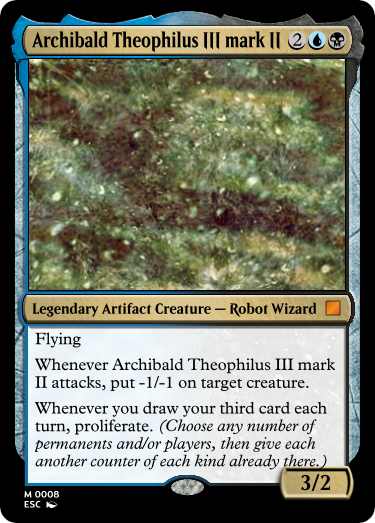 Archibald Theophilus III mark II 2
Legendary Artifact Creature — Robot Wizard
Flying
Whenever Archibald Theophilus III mark
II attacks, put -1/-1 on target creature.
Whenever you draw your third card each
turn, proliferate. (Choose any number of
permanents and/or players, then give each
another counter of each kind already there.)
3/2
M 0008
ESC